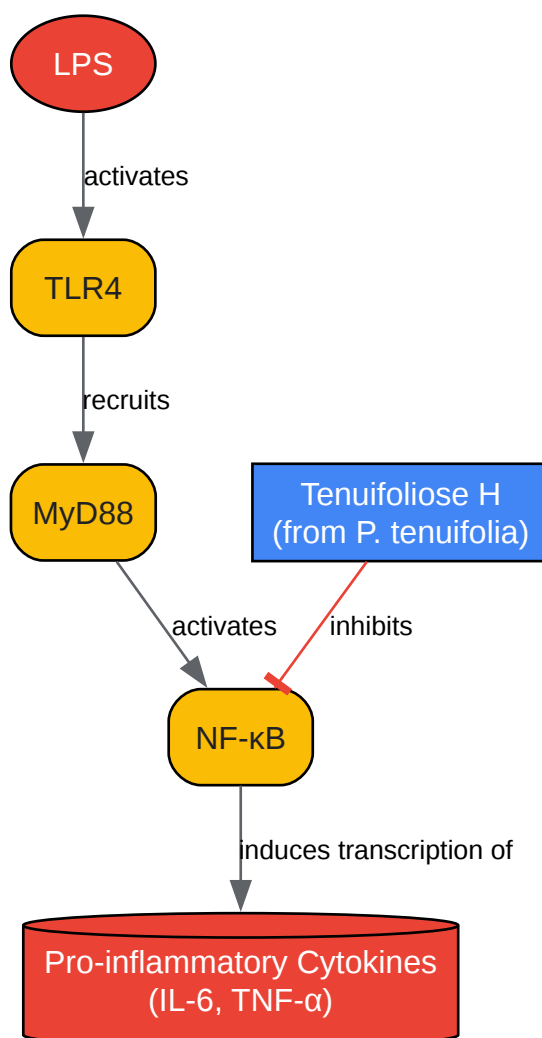 LPS
activates
TLR4
recruits
MyD88
Tenuifoliose H
(from P. tenuifolia)
activates
inhibits
NF-κB
induces transcription of
Pro-inflammatory Cytokines
(IL-6, TNF-α)